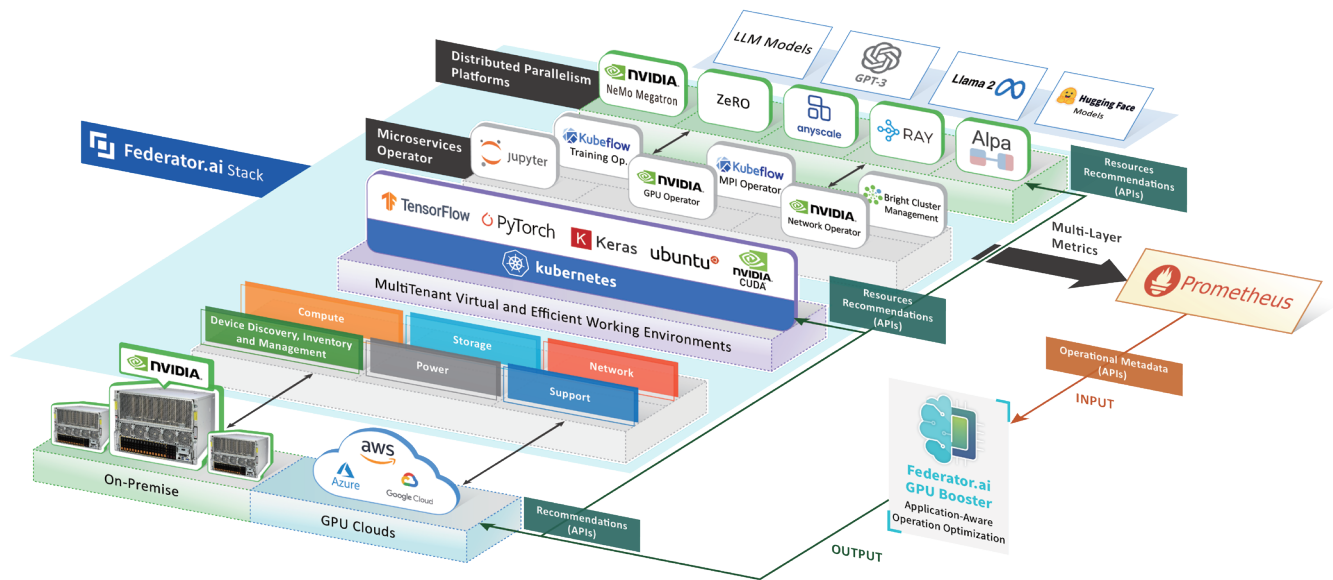 LLM Models
GPT-3
Llama 2
Hugging Face
Models
Distributed Parallelism
Platforms
NVIDIA
NeMo Megatron
ZeRO
anyscale
RAY
Alpa
Microservices
Operator
jupyter
Kubeflow
Training Op.
NVIDIA
GPU Operator
Kubeflow
MPI Operator
NVIDIA
Network Operator
Bright Cluster
Management
Resources
Recommendations
(APIs)
Federator.ai Stack
TensorFlow
PyTorch
K Keras
ubuntu
NVIDIA
CUDA
kubernetes
MultiTenant Virtual and Efficient Working Environments
Multi-Layer
Metrics
Prometheus
Resources
Recommendations
(APIs)
Compute
Storage
Network
Device Discovery, Inventory
and Management
Power
Support
Operational Metadata
(APIs)
INPUT
NVIDIA
On-Premise
aws
Azure
Google Cloud
GPU Clouds
Recommendations
(APIs)
Federator.ai
GPU Booster
Application-Aware
Operation Optimization
OUTPUT